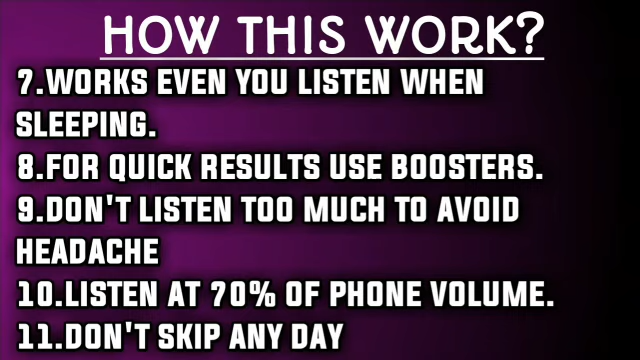 HOW THIS WORK?
7.WORKS EVEN YOU LISTEN WHEN
SLEEPING.
8.FOR QUICK RESULTS USE BOOSTERS.
9.DON'T LISTEN TOO MUCH TO AVOID
HEADACHE
10.LISTEN AT 70% OF PHONE VOLUME.
11.DON'T SKIP ANY DAY